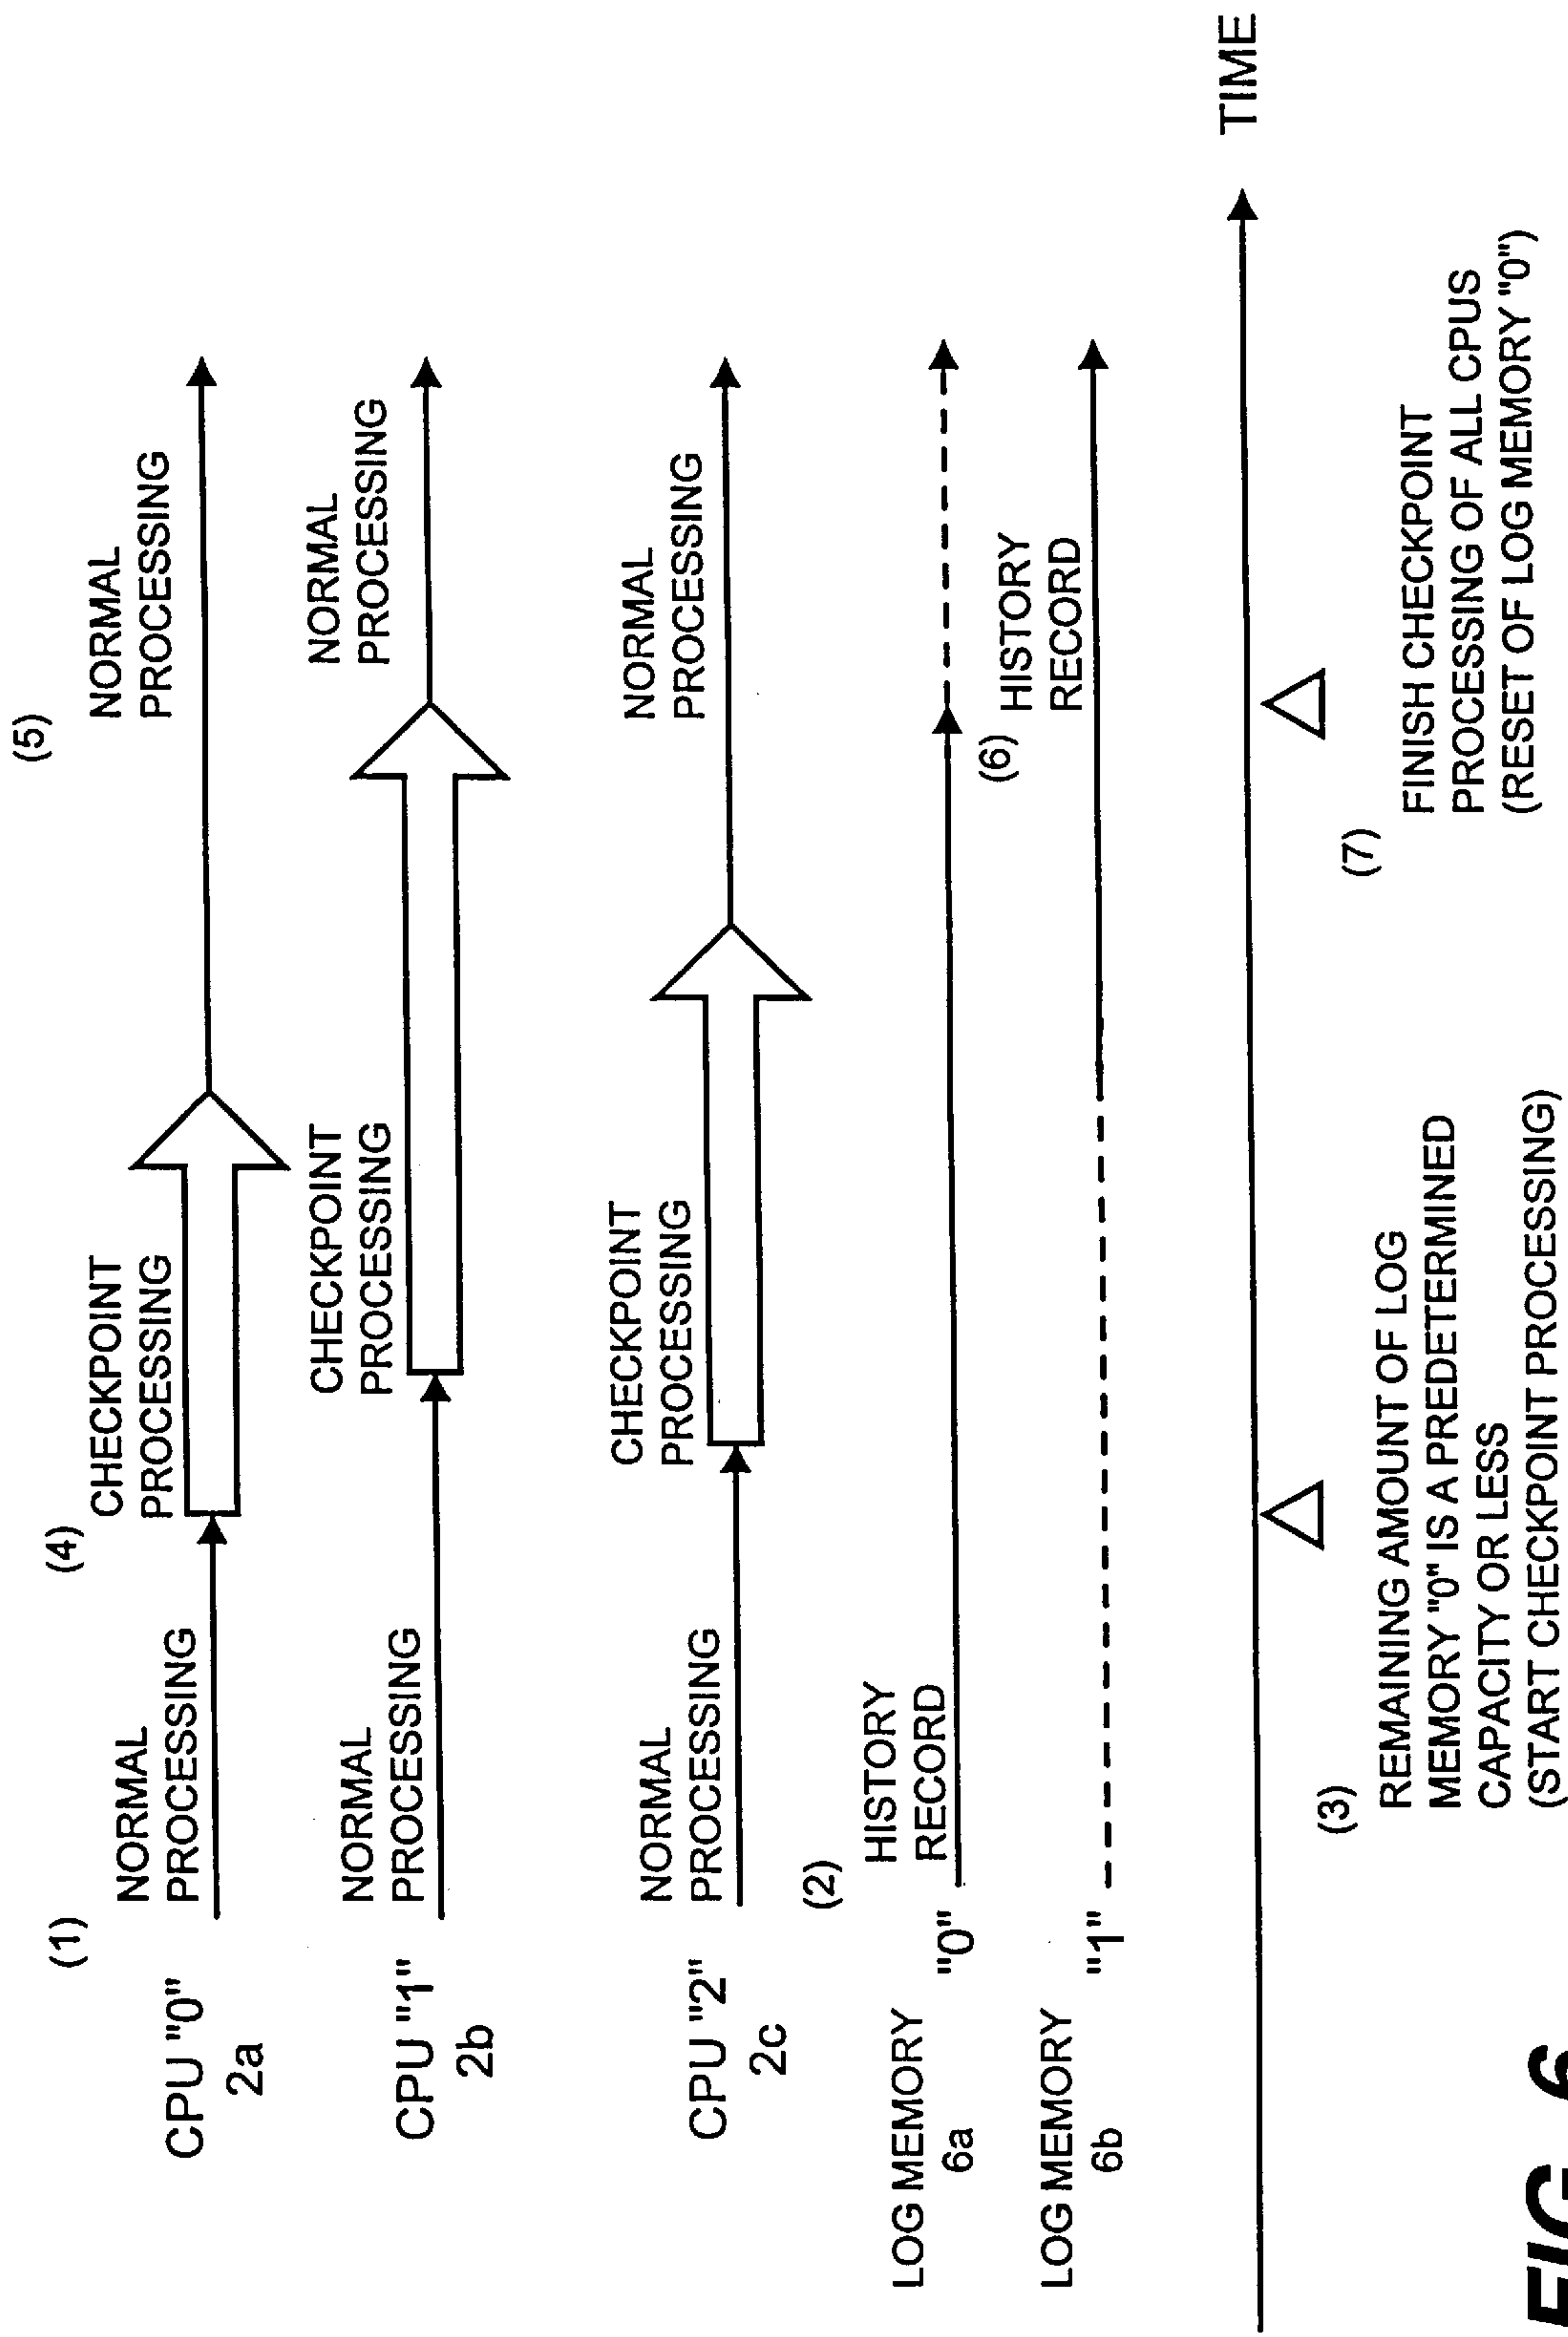 (1)
(4)
(5)
CPU "0"
2a
NORMAL
PROCESSING
CHECKPOINT
PROCESSING
NORMAL
PROCESSING
CPU "1"
2b
NORMAL
PROCESSING
CHECKPOINT
PROCESSING
NORMAL
PROCESSING
CPU "2"
2c
NORMAL
PROCESSING
CHECKPOINT
PROCESSING
NORMAL
PROCESSING
(2)
LOG MEMORY "0"
6a
HISTORY
RECORD
(6)
LOG MEMORY "1"
6b
HISTORY
RECORD
TIME
(3)
REMAINING AMOUNT OF LOG
MEMORY "0" IS A PREDETERMINED
CAPACITY OR LESS
(START CHECKPOINT PROCESSING)
(7)
FINISH CHECKPOINT
PROCESSING OF ALL CPUS
(RESET OF LOG MEMORY "0")
FIG. 6